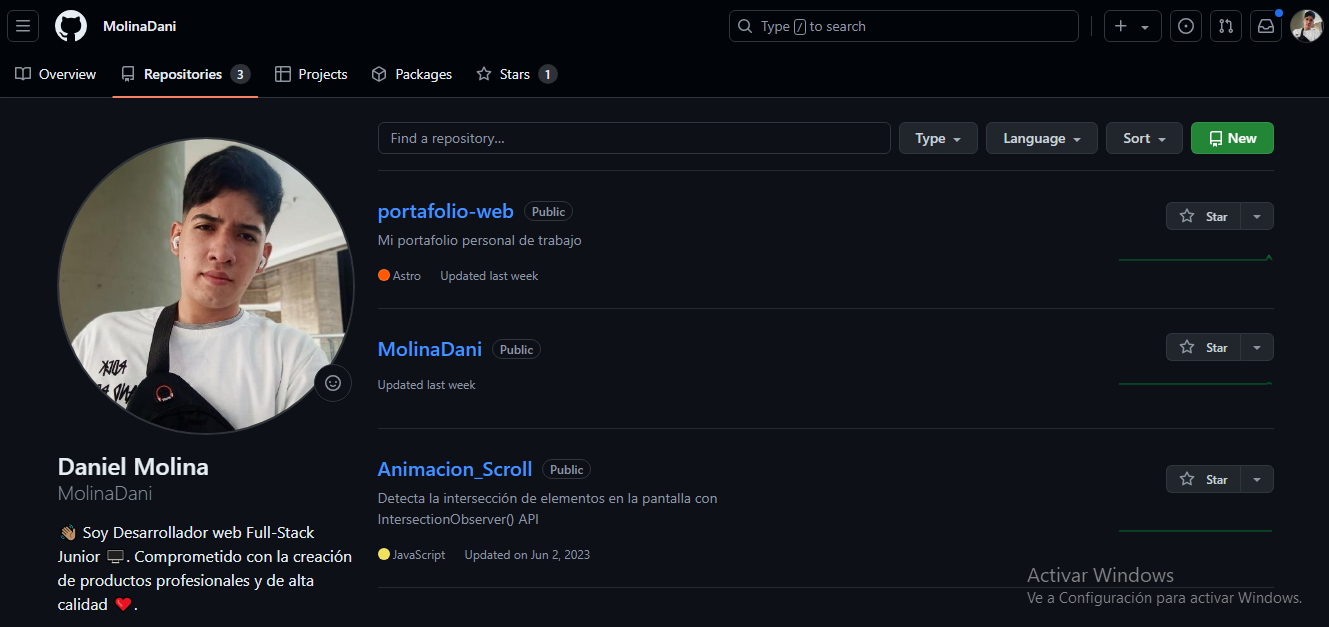 MolinaDani
Type / to search
Overview
Repositories 3
Projects
Packages
Stars 1
Find a repository...
Type
Language
Sort
New
portafolio-web Public
Star
Mi portafolio personal de trabajo
Astro Updated last week
MolinaDani Public
Star
Updated last week
Animacion_Scroll Public
Star
Detecta la intersección de elementos en la pantalla con
IntersectionObserver() API
JavaScript Updated on Jun 2, 2023
Daniel Molina
MolinaDani
👋🏽 Soy Desarrollador web Full-Stack
Junior 🖥️. Comprometido con la creación
de productos profesionales y de alta
calidad ❤️.
Activar Windows
Ve a Configuración para activar Windows.